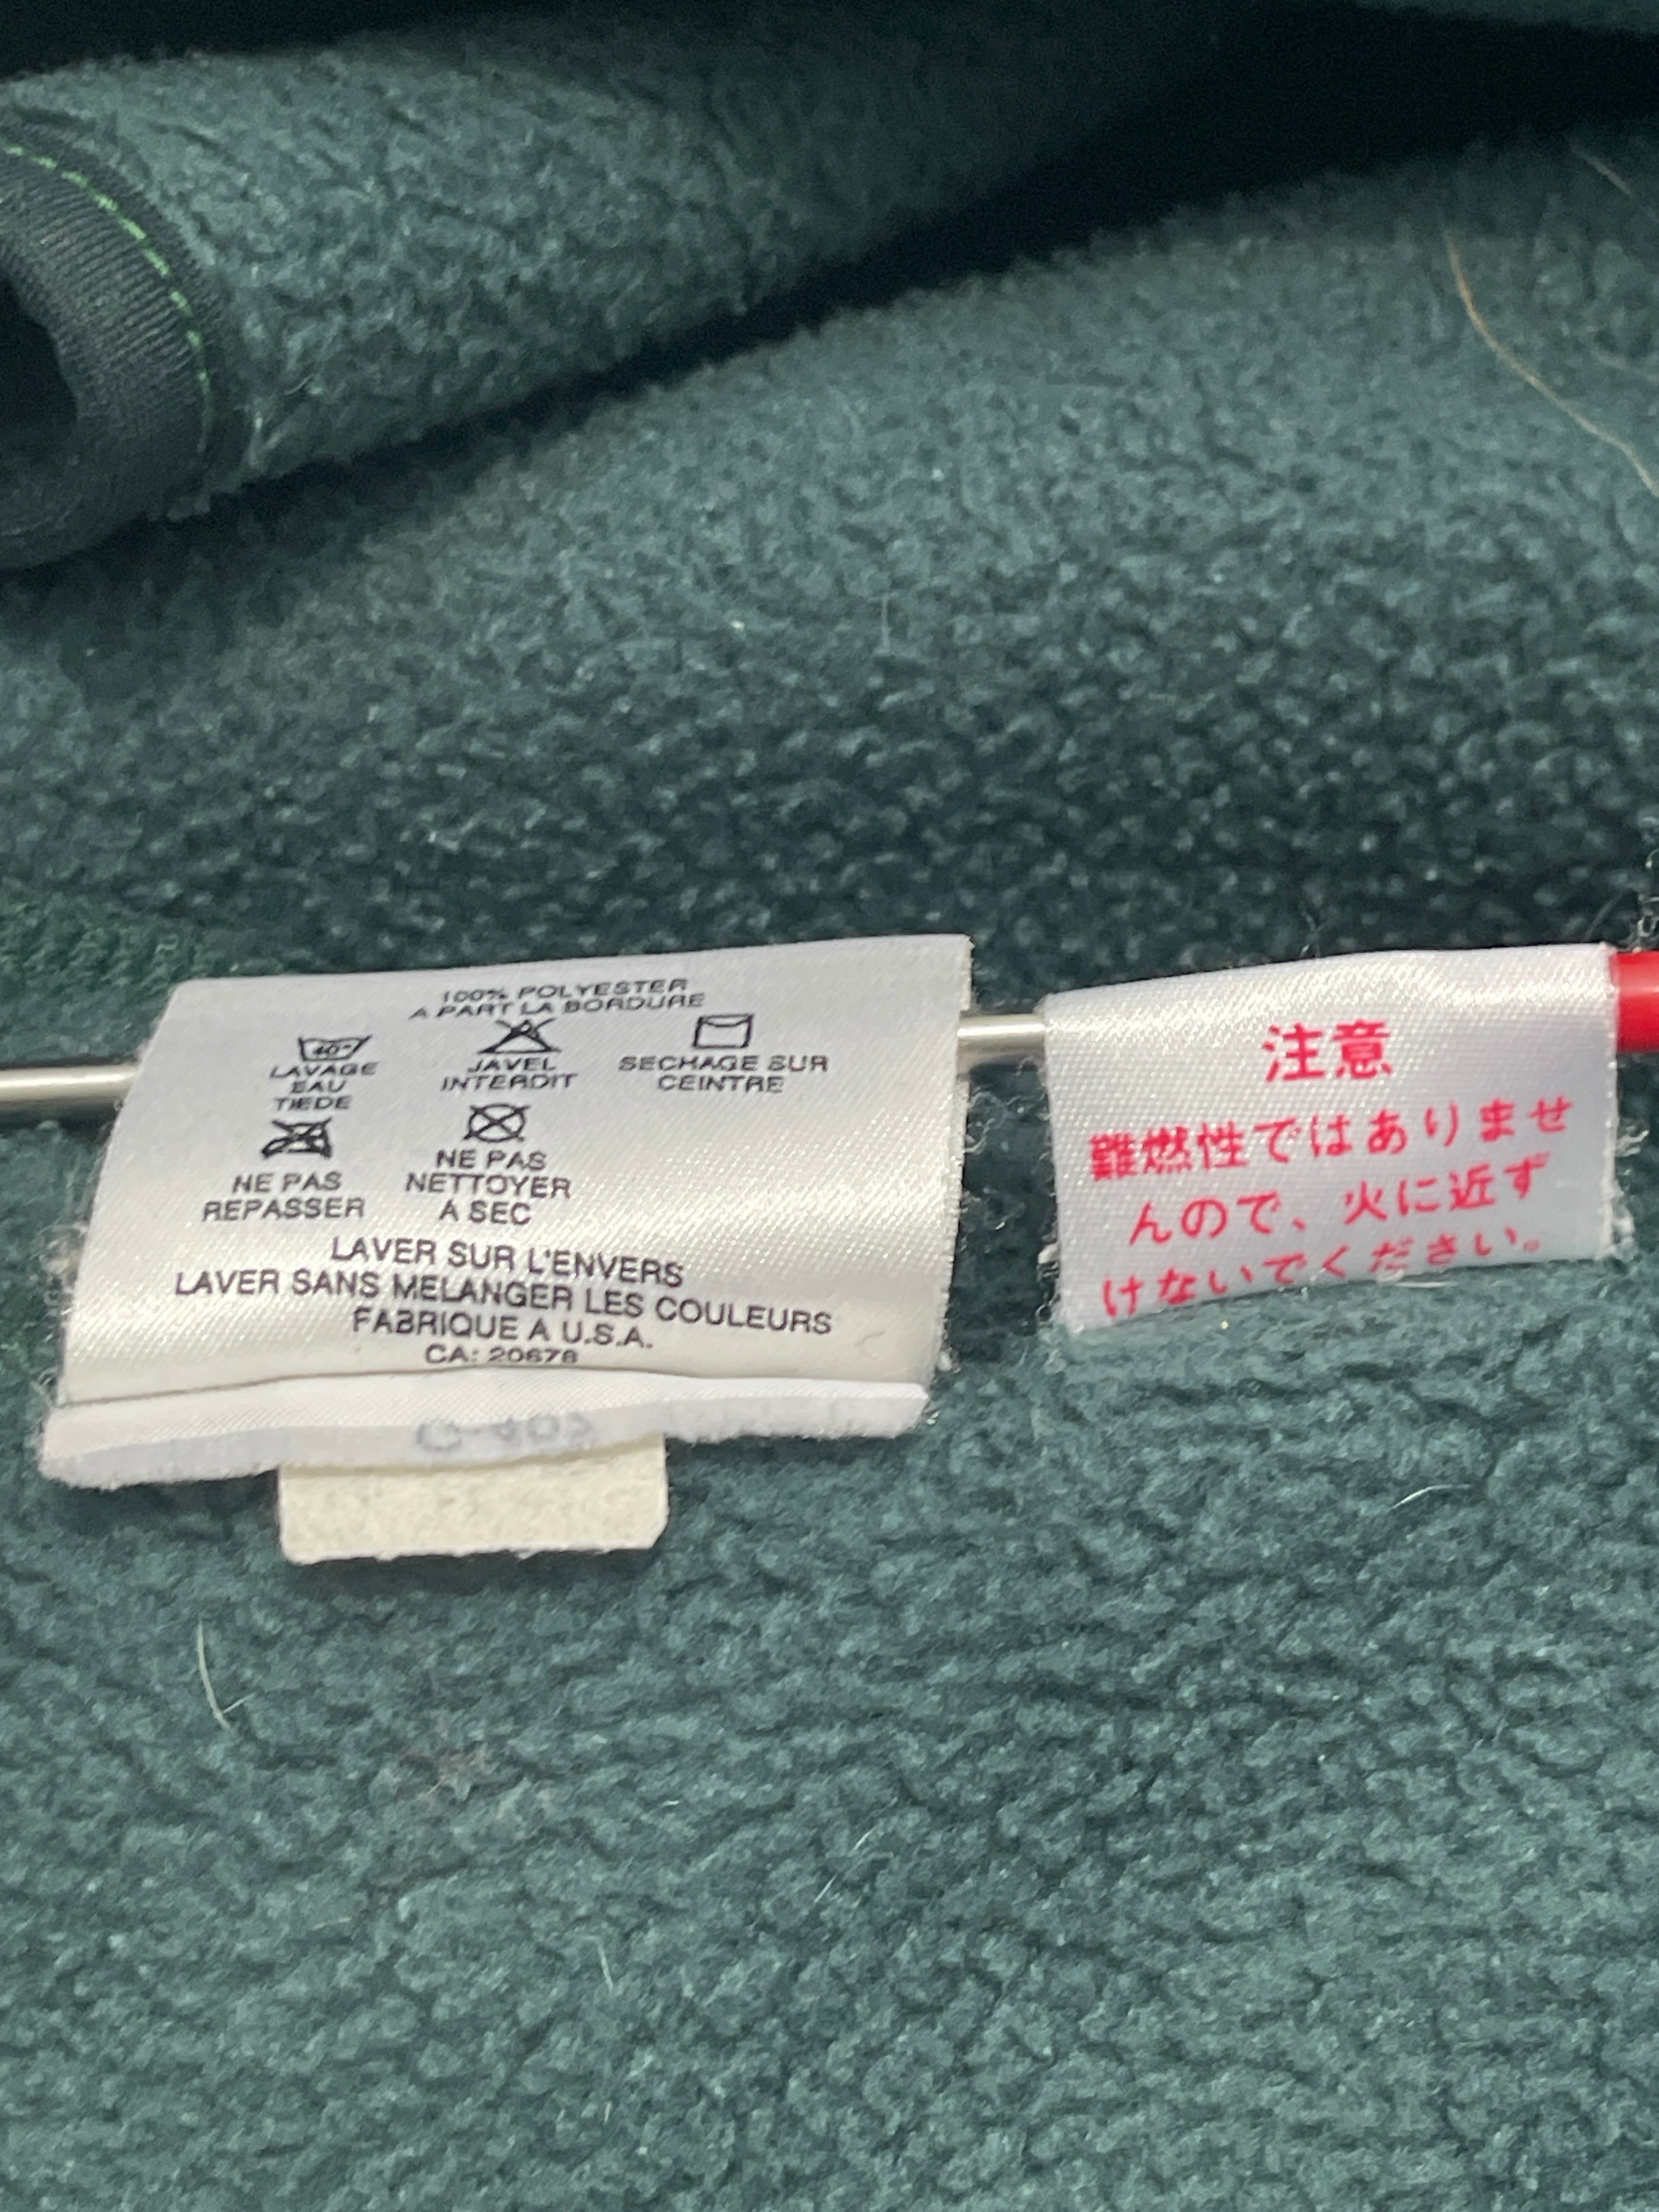 100% POLYESTER
A PART LA BORDURE
40°
LAVAGE
EAU
TIEDE
JAVEL
INTERDIT
SECHAGE SUR
CEINTRE
NE PAS
REPASSER
NE PAS
NETTOYER
A SEC
LAVER SUR L'ENVERS
LAVER SANS MELANGER LES COULEURS
FABRIQUE A U.S.A.
CA: 20678
注意
難燃性ではありませ
んので、火に近ず
けないでください。